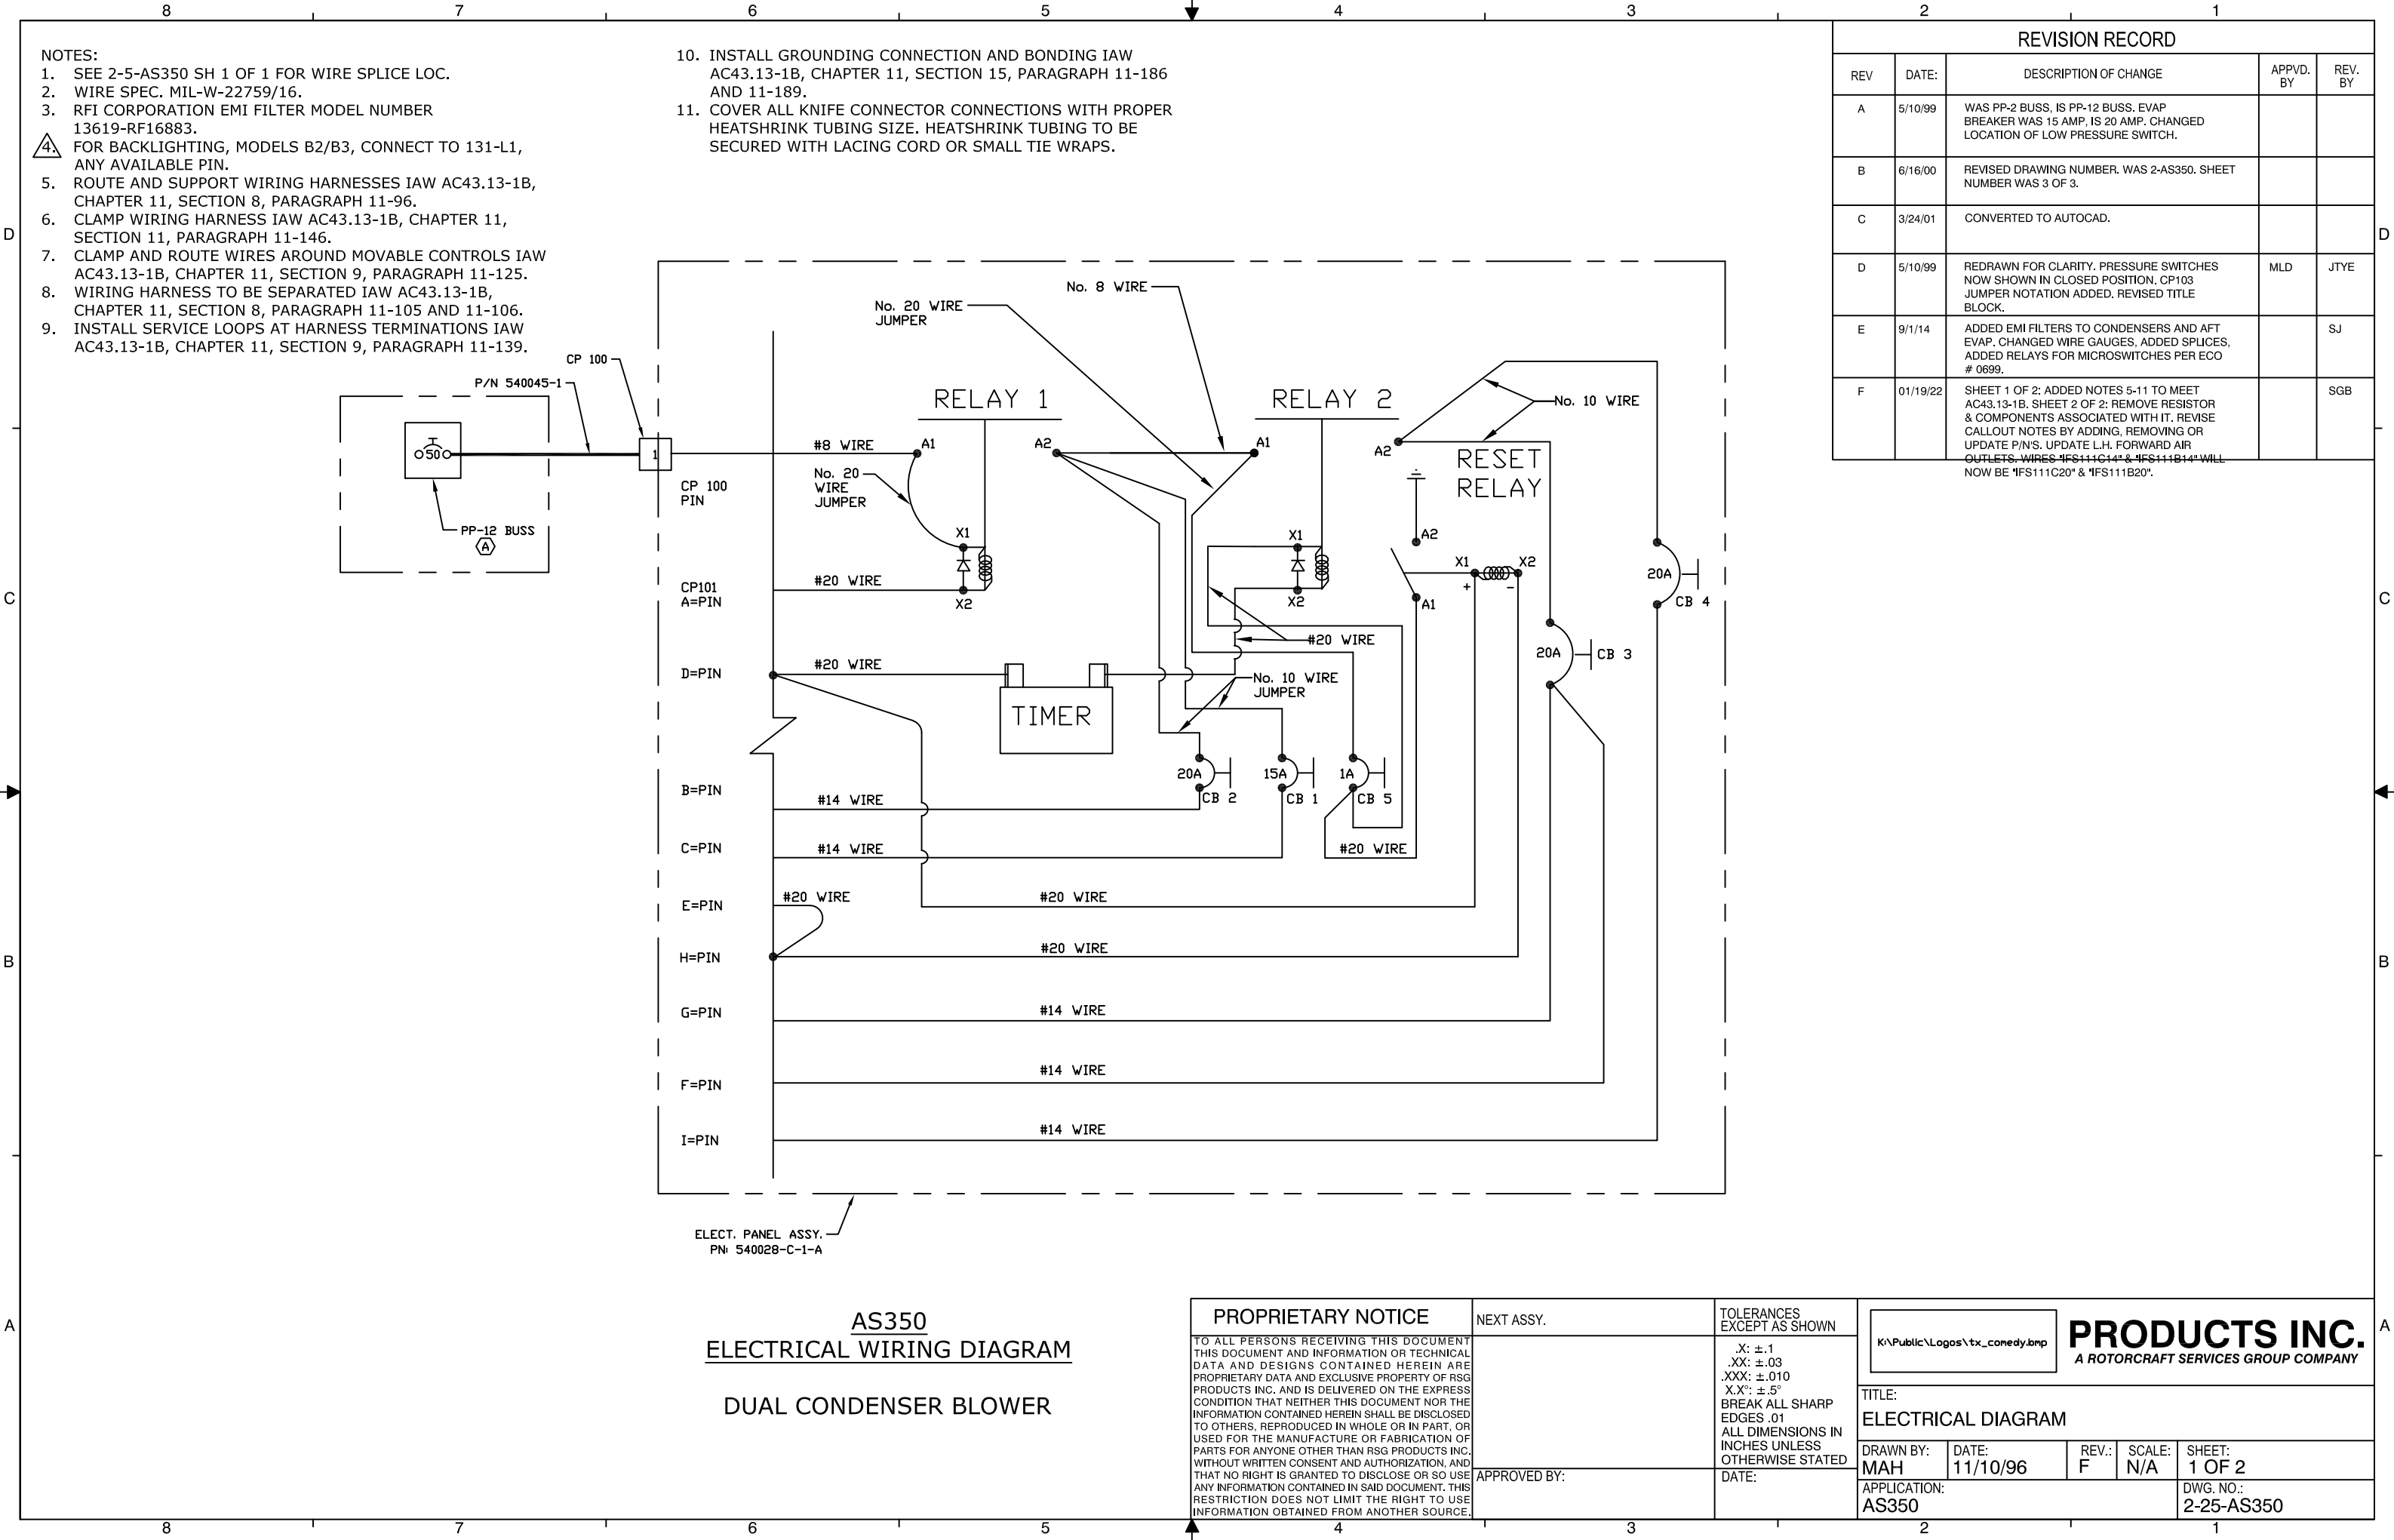 8 7 6 5 4 3 2 1
NOTES:
1. SEE 2-5-AS350 SH 1 OF 1 FOR WIRE SPLICE LOC.
2. WIRE SPEC. MIL-W-22759/16.
3. RFI CORPORATION EMI FILTER MODEL NUMBER
13619-RF16883.
4. FOR BACKLIGHTING, MODELS B2/B3, CONNECT TO 131-L1,
ANY AVAILABLE PIN.
5. ROUTE AND SUPPORT WIRING HARNESSES IAW AC43.13-1B,
CHAPTER 11, SECTION 8, PARAGRAPH 11-96.
6. CLAMP WIRING HARNESS IAW AC43.13-1B, CHAPTER 11,
SECTION 11, PARAGRAPH 11-146.
7. CLAMP AND ROUTE WIRES AROUND MOVABLE CONTROLS IAW
AC43.13-1B, CHAPTER 11, SECTION 9, PARAGRAPH 11-125.
8. WIRING HARNESS TO BE SEPARATED IAW AC43.13-1B,
CHAPTER 11, SECTION 8, PARAGRAPH 11-105 AND 11-106.
9. INSTALL SERVICE LOOPS AT HARNESS TERMINATIONS IAW
AC43.13-1B, CHAPTER 11, SECTION 9, PARAGRAPH 11-139.
10. INSTALL GROUNDING CONNECTION AND BONDING IAW
AC43.13-1B, CHAPTER 11, SECTION 15, PARAGRAPH 11-186
AND 11-189.
11. COVER ALL KNIFE CONNECTOR CONNECTIONS WITH PROPER
HEATSHRINK TUBING SIZE. HEATSHRINK TUBING TO BE
SECURED WITH LACING CORD OR SMALL TIE WRAPS.
REVISION RECORD
REV DATE: DESCRIPTION OF CHANGE APPVD. BY REV. BY
A 5/10/99 WAS PP-2 BUSS, IS PP-12 BUSS. EVAP
BREAKER WAS 15 AMP, IS 20 AMP. CHANGED
LOCATION OF LOW PRESSURE SWITCH.
B 6/16/00 REVISED DRAWING NUMBER. WAS 2-AS350. SHEET
NUMBER WAS 3 OF 3.
C 3/24/01 CONVERTED TO AUTOCAD.
D 5/10/99 REDRAWN FOR CLARITY. PRESSURE SWITCHES MLD JTYE
NOW SHOWN IN CLOSED POSITION. CP103
JUMPER NOTATION ADDED. REVISED TITLE
BLOCK.
E 9/1/14 ADDED EMI FILTERS TO CONDENSERS AND AFT SJ
EVAP. CHANGED WIRE GAUGES, ADDED SPLICES,
ADDED RELAYS FOR MICROSWITCHES PER ECO
# 0699.
F 01/19/22 SHEET 1 OF 2: ADDED NOTES 5-11 TO MEET SGB
AC43.13-1B. SHEET 2 OF 2: REMOVE RESISTOR
& COMPONENTS ASSOCIATED WITH IT. REVISE
CALLOUT NOTES BY ADDING, REMOVING OR
UPDATE P/N'S. UPDATE L.H. FORWARD AIR
OUTLETS. WIRES "IFS111C14" & "IFS111B14" WILL
NOW BE "IFS111C20" & "IFS111B20".
D
C
B
A
D
C
B
A
No. 8 WIRE
No. 20 WIRE
JUMPER
CP 100
P/N 540045-1
50
PP-12 BUSS
A
1
CP 100
PIN
#8 WIRE
A1
No. 20
WIRE
JUMPER
RELAY 1
X1
X2
A2
RELAY 2
A1
X1
X2
No. 10 WIRE
A2
RESET
RELAY
A2
A1
X1
X2
+
-
20A
CB 4
20A
CB 3
CP101
A=PIN
#20 WIRE
#20 WIRE
D=PIN
#20 WIRE
TIMER
No. 10 WIRE
JUMPER
B=PIN
#14 WIRE
20A
CB 2
15A
CB 1
1A
CB 5
C=PIN
#14 WIRE
#20 WIRE
E=PIN
#20 WIRE
#20 WIRE
H=PIN
#20 WIRE
G=PIN
#14 WIRE
F=PIN
#14 WIRE
I=PIN
#14 WIRE
ELECT. PANEL ASSY.
PN: 540028-C-1-A
AS350
ELECTRICAL WIRING DIAGRAM
DUAL CONDENSER BLOWER
PROPRIETARY NOTICE
TO ALL PERSONS RECEIVING THIS DOCUMENT
THIS DOCUMENT AND INFORMATION OR TECHNICAL
DATA AND DESIGNS CONTAINED HEREIN ARE
PROPRIETARY DATA AND EXCLUSIVE PROPERTY OF RSG
PRODUCTS INC. AND IS DELIVERED ON THE EXPRESS
CONDITION THAT NEITHER THIS DOCUMENT NOR THE
INFORMATION CONTAINED HEREIN SHALL BE DISCLOSED
TO OTHERS, REPRODUCED IN WHOLE OR IN PART, OR
USED FOR THE MANUFACTURE OR FABRICATION OF
PARTS FOR ANYONE OTHER THAN RSG PRODUCTS INC.
WITHOUT WRITTEN CONSENT AND AUTHORIZATION, AND
THAT NO RIGHT IS GRANTED TO DISCLOSE OR SO USE
ANY INFORMATION CONTAINED IN SAID DOCUMENT. THIS
RESTRICTION DOES NOT LIMIT THE RIGHT TO USE
INFORMATION OBTAINED FROM ANOTHER SOURCE.
NEXT ASSY.
APPROVED BY:
TOLERANCES
EXCEPT AS SHOWN
.X: ±.1
.XX: ±.03
.XXX: ±.010
X.X°: ±.5°
BREAK ALL SHARP
EDGES .01
ALL DIMENSIONS IN
INCHES UNLESS
OTHERWISE STATED
DATE:
K:\Public\Logos\tx_comedy.bmp
PRODUCTS INC.
A ROTORCRAFT SERVICES GROUP COMPANY
TITLE:
ELECTRICAL DIAGRAM
DRAWN BY: DATE: REV.: SCALE: SHEET:
MAH 11/10/96 F N/A 1 OF 2
APPLICATION: DWG. NO.:
AS350 2-25-AS350
8 7 6 5 4 3 2 1